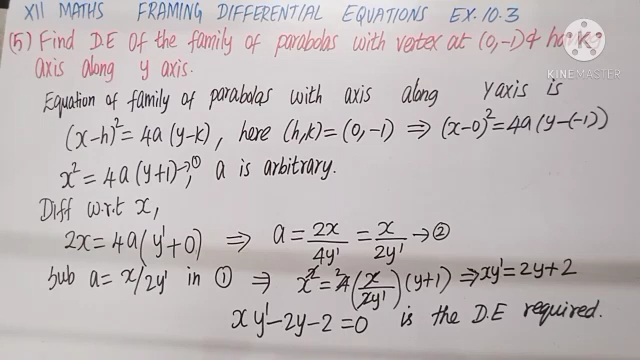 XII MATHS FRAMING DIFFERENTIAL EQUATIONS EX.10.3
(5) Find D.E Of the family of parabolas with vertex at (0,-1) &
axis along y axis.
KINEMASTER
Equation of family of parabolas with axis along Y axis is
(x-h)² = 4a(y-k), here (h,k) = (0,-1) ⇒ (x-0)² = 4a(y-(-1))
x² = 4a(y+1) → ①, a is arbitrary.
Diff w.r.t x,
2x = 4a(y'+0) ⇒ a = 2x/4y' = x/2y' → ②
Sub a = x/2y' in ① ⇒ x² = 4(x/2y')(y+1) ⇒ xy' = 2y+2
xy'-2y-2=0 is the D.E required.